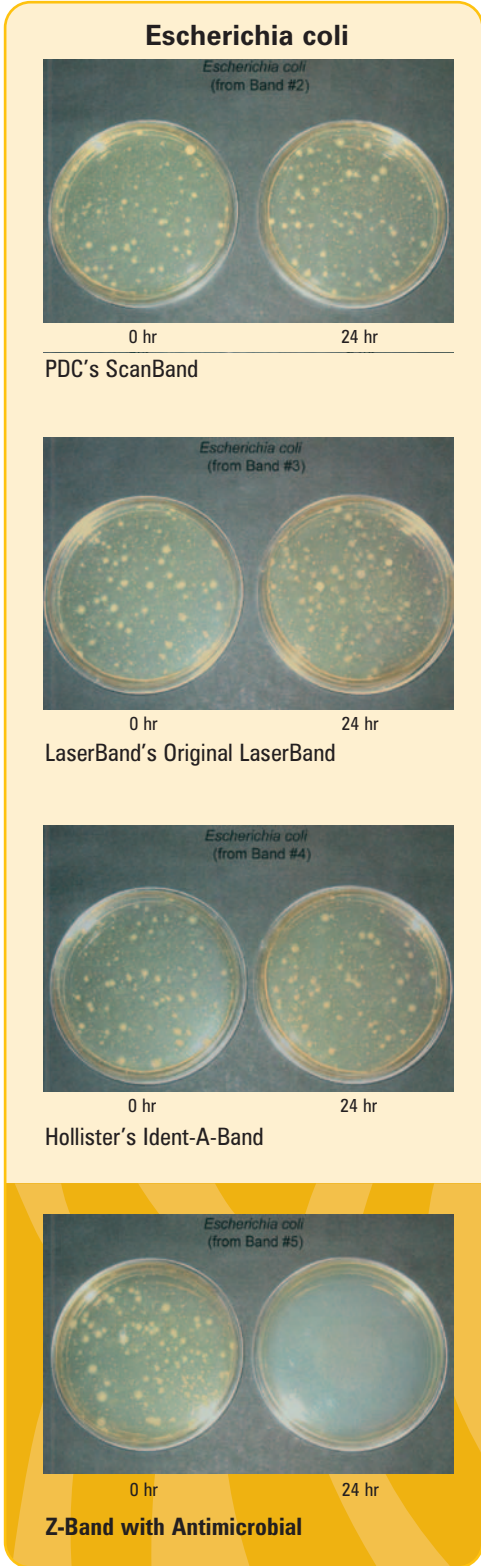 Escherichia coli
Escherichia coli
(from Band #2)
0 hr 24 hr
PDC's ScanBand
Escherichia coli
(from Band #3)
0 hr 24 hr
LaserBand's Original LaserBand
Escherichia coli
(from Band #4)
0 hr 24 hr
Hollister's Ident-A-Band
Escherichia coli
(from Band #5)
0 hr 24 hr
Z-Band with Antimicrobial